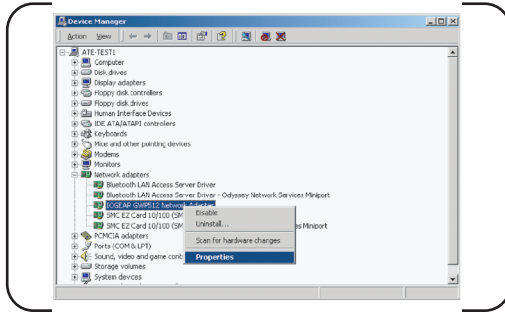 Device Manager
Action View
ATE-TEST1
Computer
Disk drives
Display adapters
Floppy disk controllers
Floppy disk drives
Human Interface Devices
IDE ATA/ATAPI controllers
Keyboards
Mice and other pointing devices
Modems
Monitors
Network adapters
Bluetooth LAN Access Server Driver
Bluetooth LAN Access Server Driver - Odyssey Network Services Miniport
IOGEAR GWP512 Network Adapter
SMC EZ Card 10/100 (SM
SMC EZ Card 10/100 (SM es Miniport
PCMCIA adapters
Ports (COM & LPT)
Sound, video and game cont
Storage volumes
System devices
Disable
Uninstall...
Scan for hardware changes
Properties